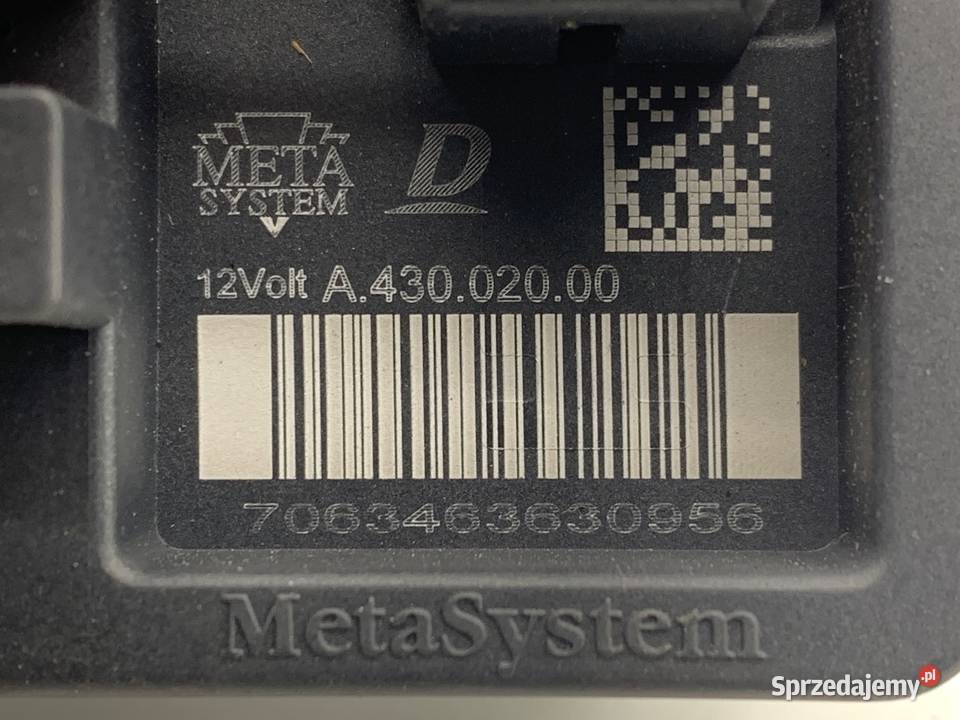 META
SYSTEM
D
12Volt A.430.020.00
7063463630956
MetaSystem
Sprzedajemy.pl